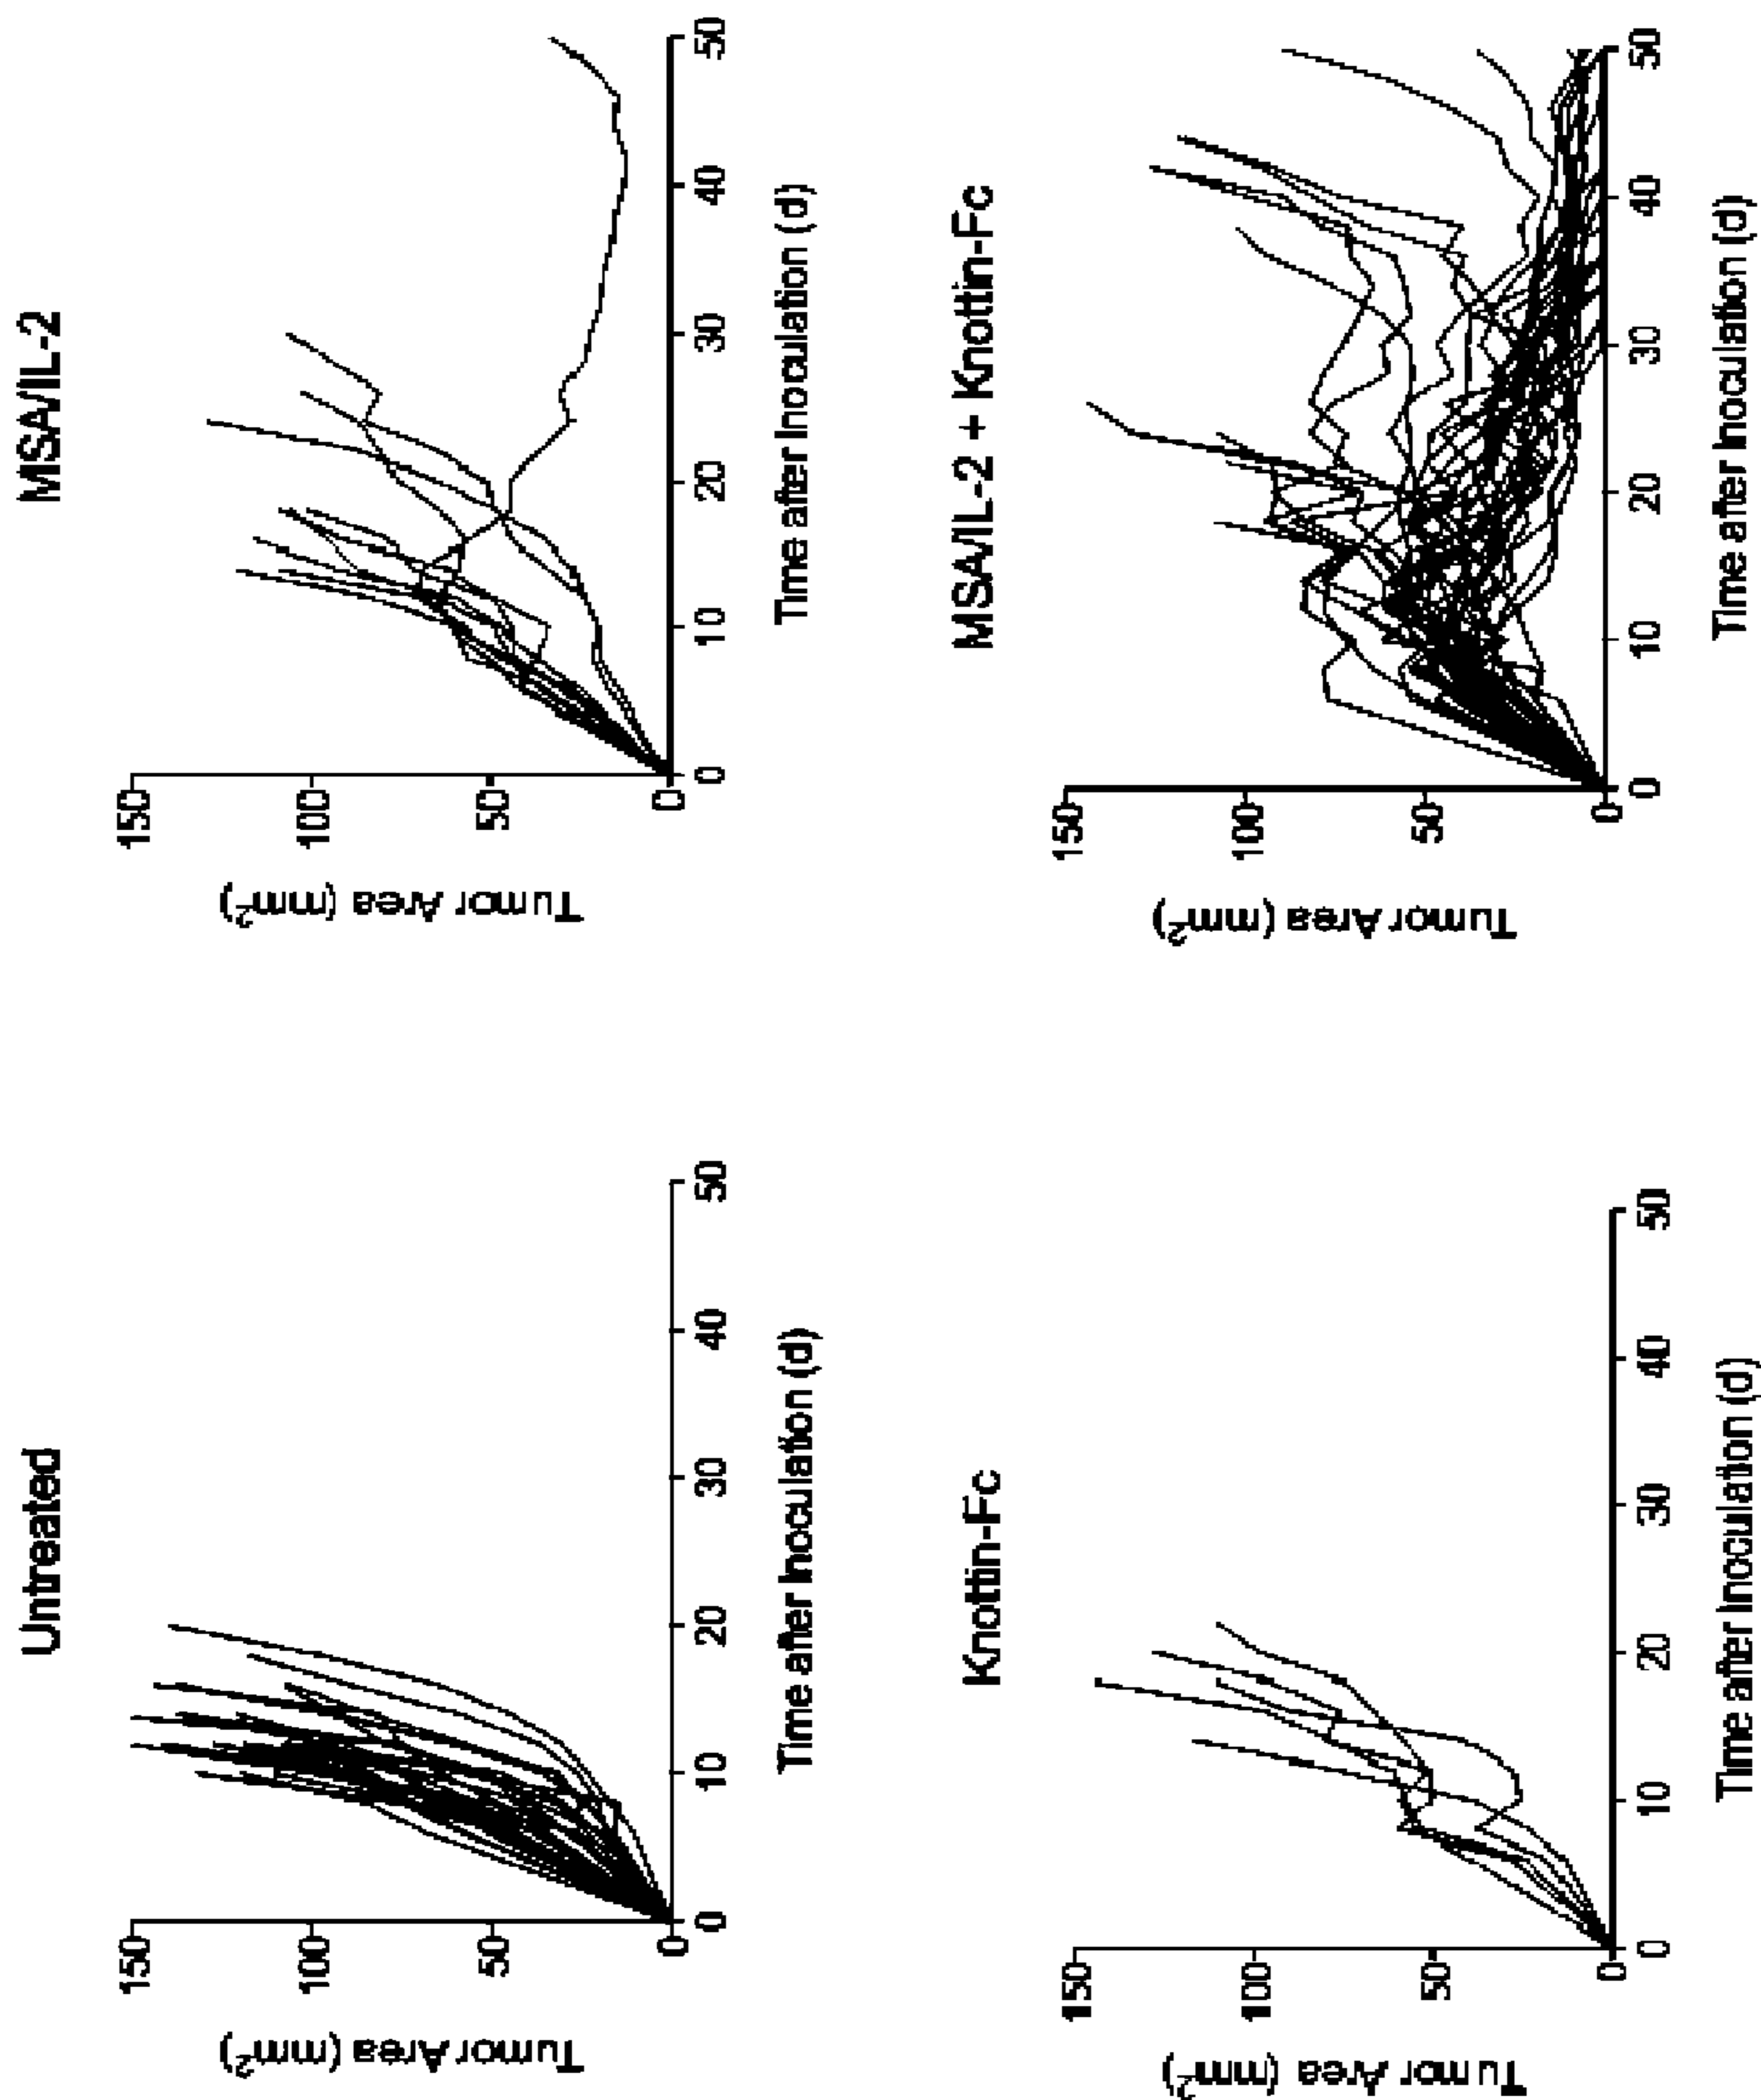 Untreated
Tumor Area (mm²)
150
100
50
0
0 10 20 30 40 50
Time after Inoculation (d)
MSA/IL-2
Tumor Area (mm²)
150
100
50
0
0 10 20 30 40 50
Time after Inoculation (d)
Knottin-Fc
Tumor Area (mm²)
150
100
50
0
0 10 20 30 40 50
Time after Inoculation (d)
MSA/IL-2 + Knottin-Fc
Tumor Area (mm²)
150
100
50
0
0 10 20 30 40 50
Time after Inoculation (d)